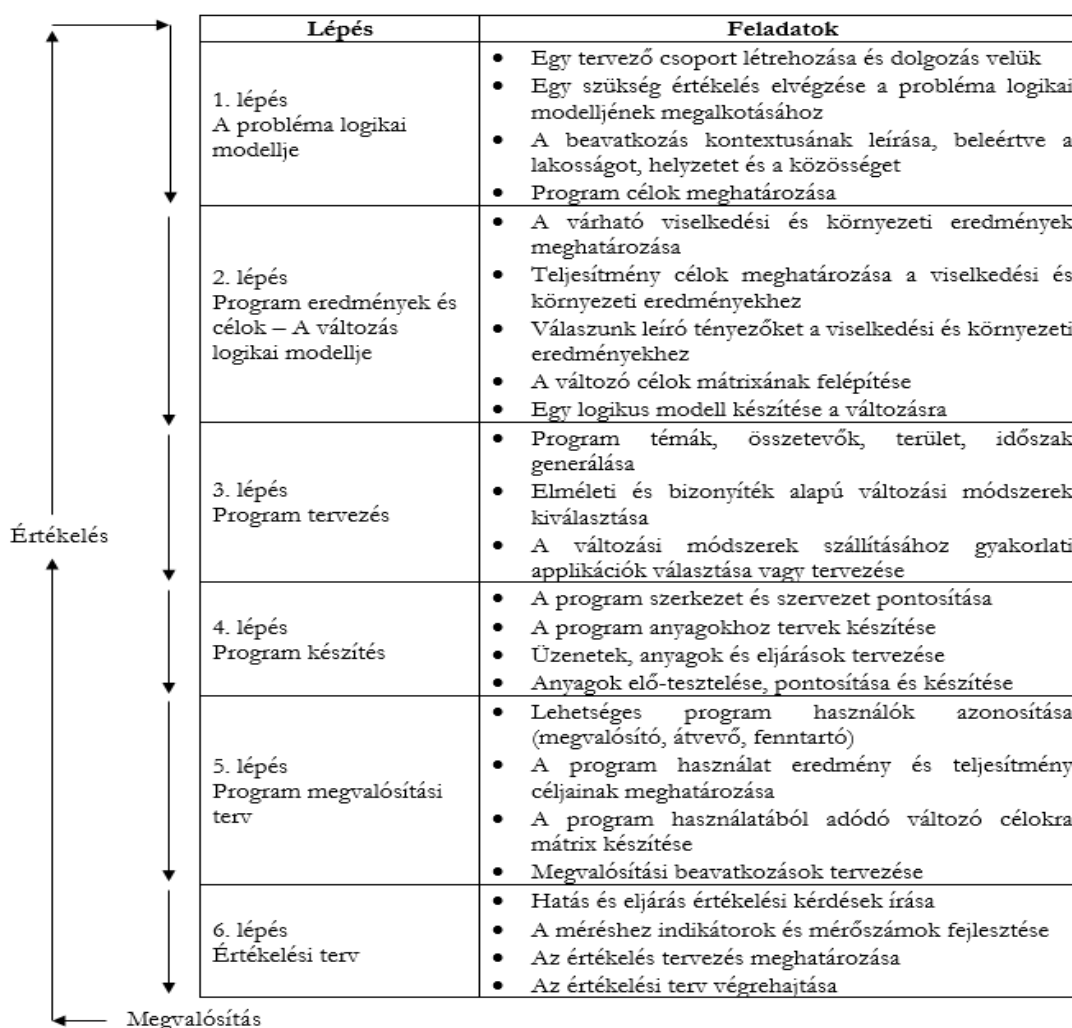 Lépés Feladatok
1. lépés
A probléma logikai
modellje
• Egy tervező csoport létrehozása és dolgozás velük
• Egy szükség értékelés elvégzése a probléma logikai
modelljének megalkotásához
• A beavatkozás kontextusának leírása, beleértve a
lakosságot, helyzetet és a közösséget
• Program célok meghatározása
2. lépés
Program eredmények és
célok – A változás
logikai modellje
• A várható viselkedési és környezeti eredmények
meghatározása
• Teljesítmény célok meghatározása a viselkedési és
környezeti eredményekhez
• Válaszunk leíró tényezőket a viselkedési és környezeti
eredményekhez
• A változó célok mátrixának felépítése
• Egy logikus modell készítése a változásra
3. lépés
Program tervezés
• Program témák, összetevők, terület, időszak
generálása
• Elméleti és bizonyíték alapú változási módszerek
kiválasztása
• A változási módszerek szállításához gyakorlati
applikációk választása vagy tervezése
Értékelés
4. lépés
Program készítés
• A program szerkezet és szervezet pontosítása
• A program anyagokhoz tervek készítése
• Üzenetek, anyagok és eljárások tervezése
• Anyagok elő-tesztelése, pontosítása és készítése
5. lépés
Program megvalósítási
terv
• Lehetséges program használók azonosítása
(megvalósító, átvevő, fenntartó)
• A program használat eredmény és teljesítmény
céljainak meghatározása
• A program használatából adódó változó célokra
mátrix készítése
• Megvalósítási beavatkozások tervezése
6. lépés
Értékelési terv
• Hatás és eljárás értékelési kérdések írása
• A méréshez indikátorok és mérőszámok fejlesztése
• Az értékelés tervezés meghatározása
• Az értékelési terv végrehajtása
Megvalósítás